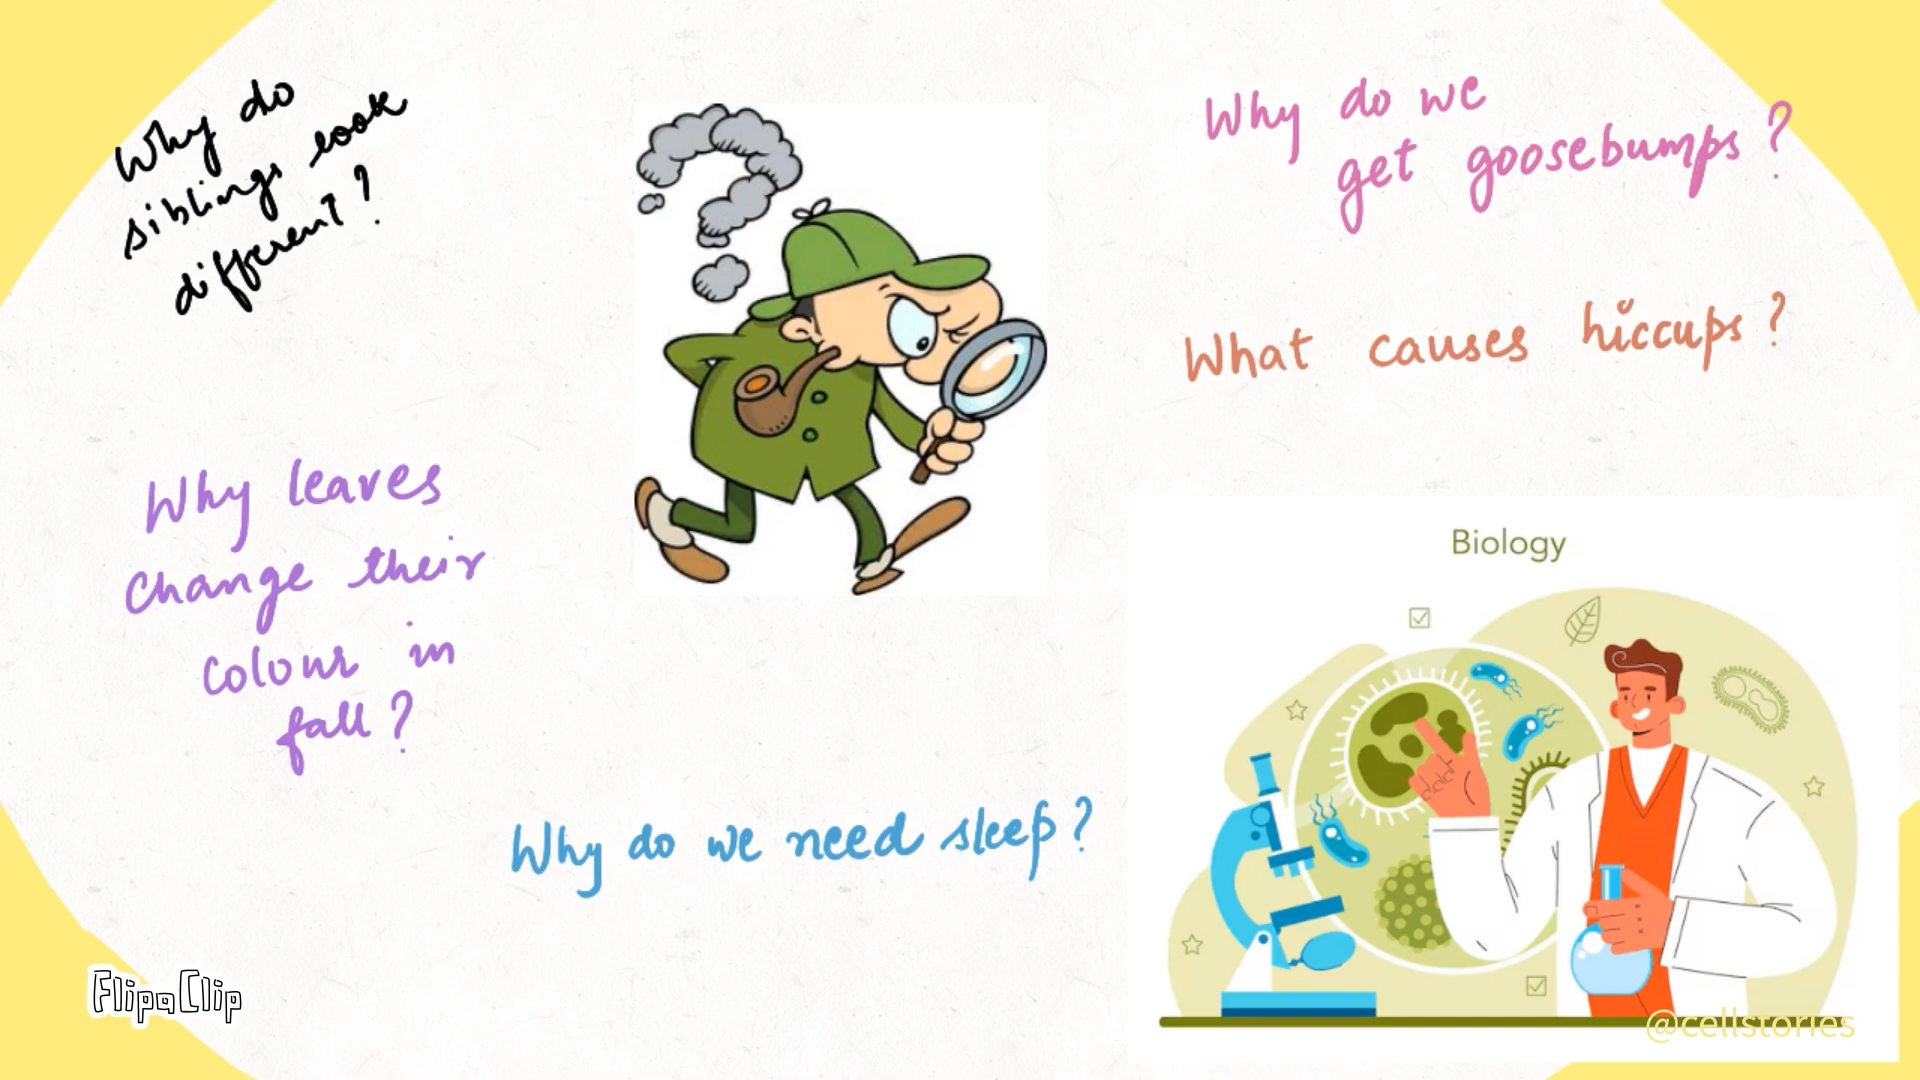 Why do
siblings look
different?
Why do we
get goosebumps?
What causes hiccups?
Why leaves
change their
colour in
fall?
Biology
Why do we need sleep?
FlipaClip
@cellstories